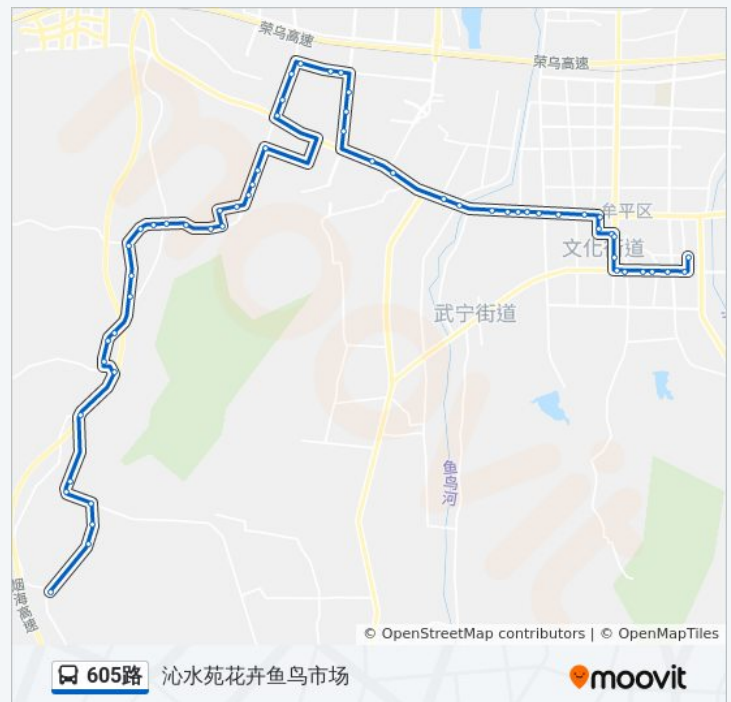 荣乌高速
荣乌高速
牟平区
文化街道
武宁街道
鱼鸟河
烟海高速
© OpenStreetMap contributors | © OpenMapTiles
605路 沁水苑花卉鱼鸟市场
moovit